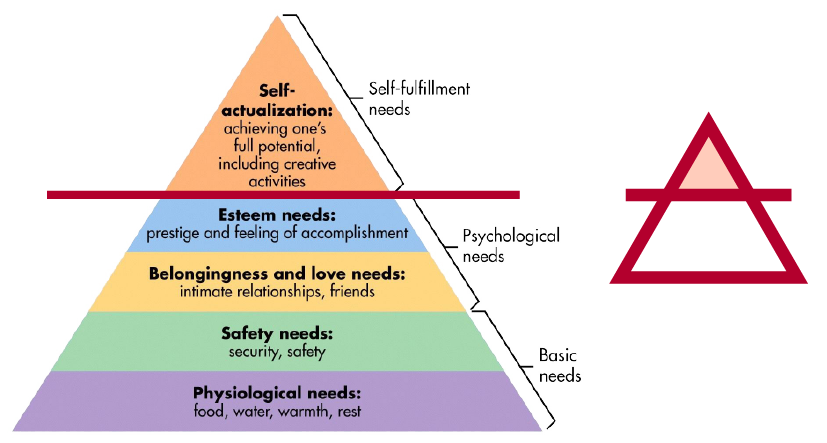 Self-
actualization:
achieving one's
full potential,
including creative
activities
Self-fulfillment
needs
Esteem needs:
prestige and feeling of accomplishment
Psychological
needs
Belongingness and love needs:
intimate relationships, friends
Safety needs:
security, safety
Basic
needs
Physiological needs:
food, water, warmth, rest